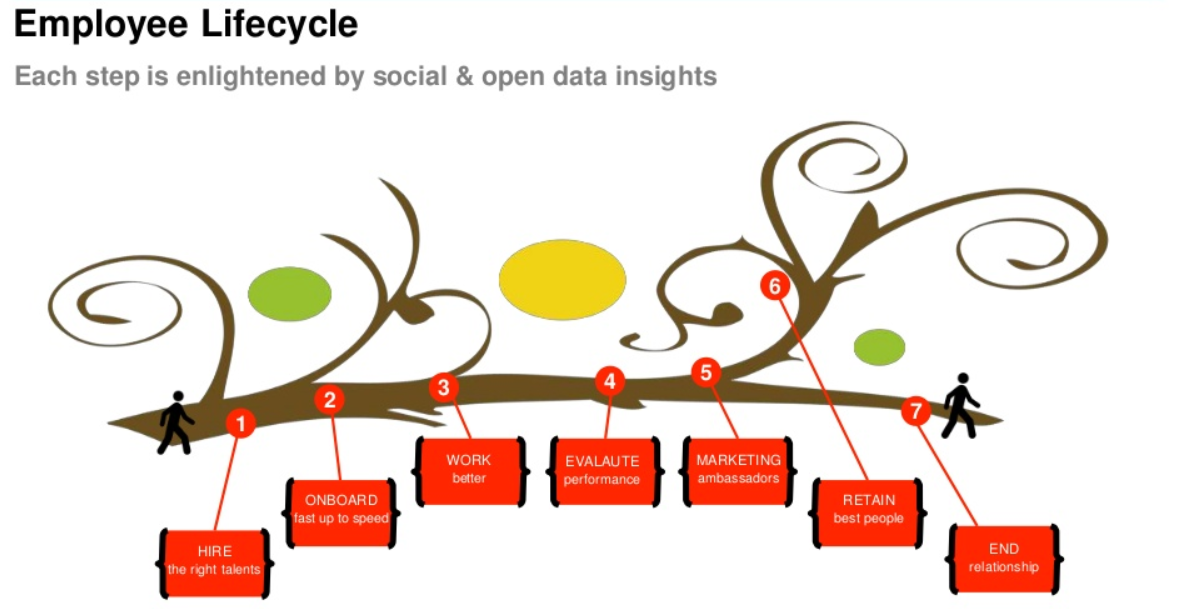 Employee Lifecycle
Each step is enlightened by social & open data insights
1
HIRE
the right talents
2
ONBOARD
fast up to speed
3
WORK
better
4
EVALAUTE
performance
5
MARKETING
ambassadors
6
RETAIN
best people
7
END
relationship